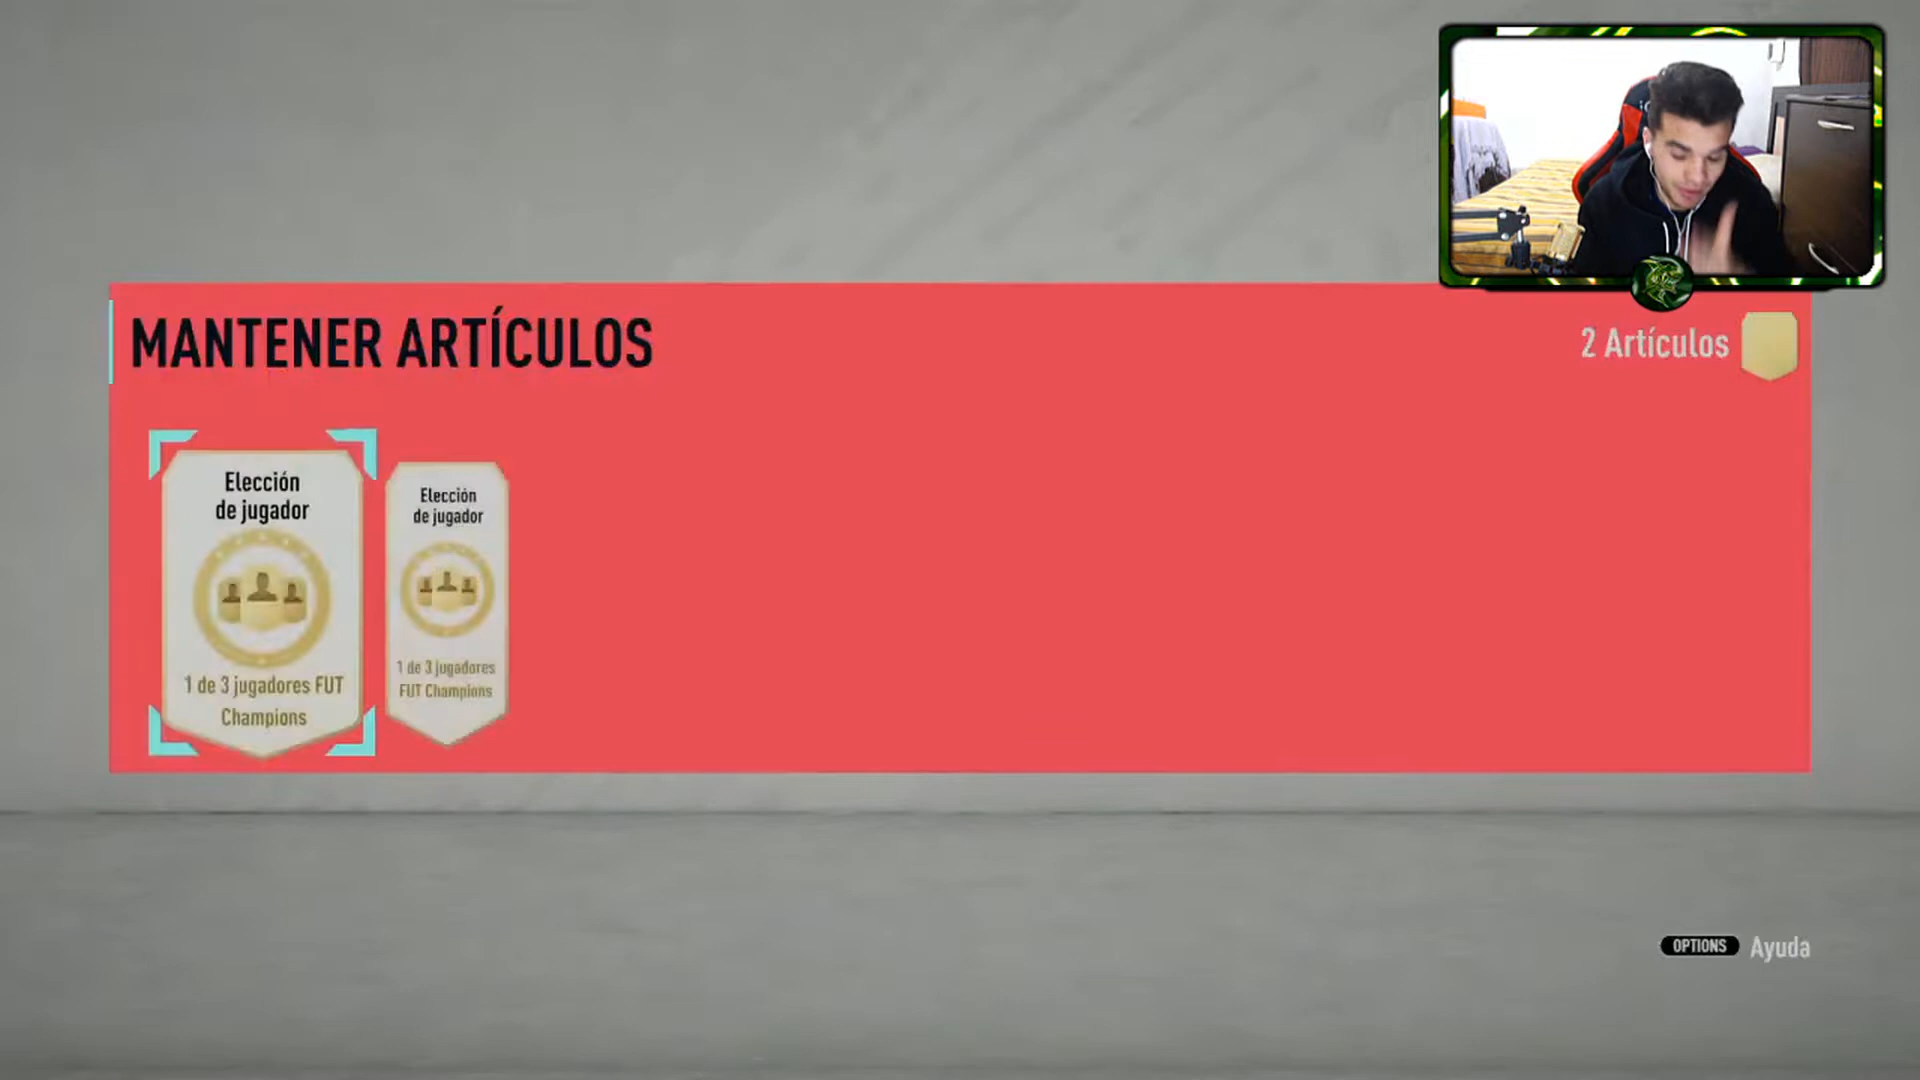 MANTENER ARTÍCULOS
2 Artículos
Elección
de jugador
1 de 3 jugadores FUT
Champions
Elección
de jugador
1 de 3 jugadores
FUT Champions
OPTIONS Ayuda